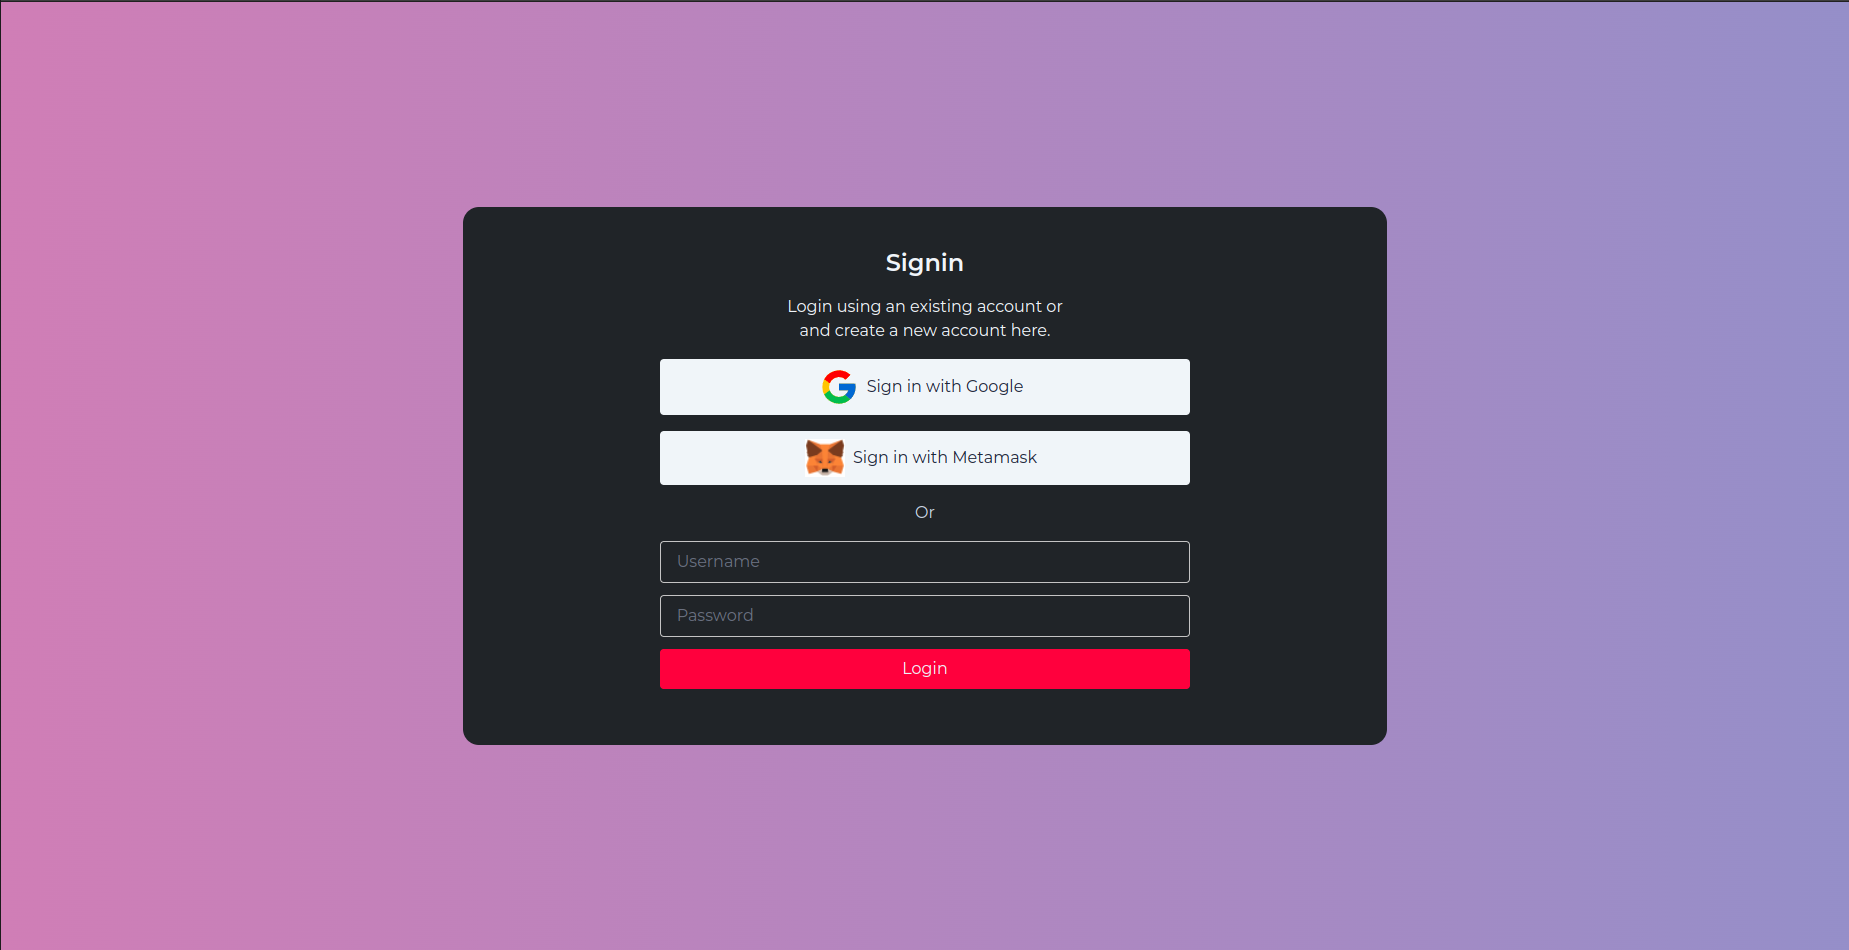 Signin
Login using an existing account or
and create a new account here.
Sign in with Google
Sign in with Metamask
Or
Username
Password
Login